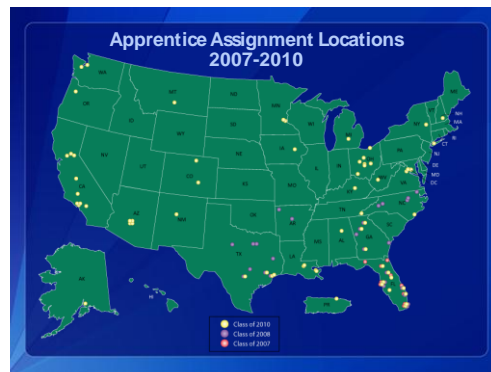 Apprentice Assignment Locations
2007-2010
WA
MT
ND
MN
ME
VT
NH
OR
ID
SD
WI
MI
MA
RI
CT
WY
PA
NJ
IA
NE
NV
UT
IL
IN
OH
DE
MD
DC
CO
KS
MO
KY
WV
VA
CA
TN
NC
AZ
NM
OK
AR
SC
MS
AL
GA
TX
LA
AK
HI
PR
Class of 2010
Class of 2008
Class of 2007